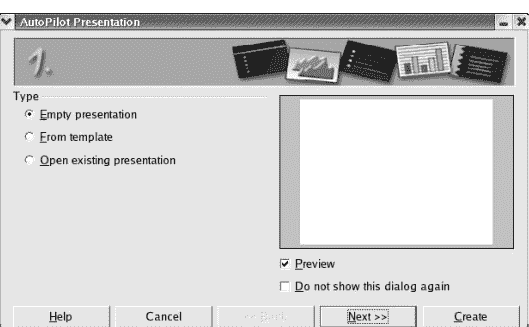 AutoPilot Presentation
1.
Type
Empty presentation
From template
Open existing presentation
Preview
Do not show this dialog again
Help Cancel << Back Next >> Create